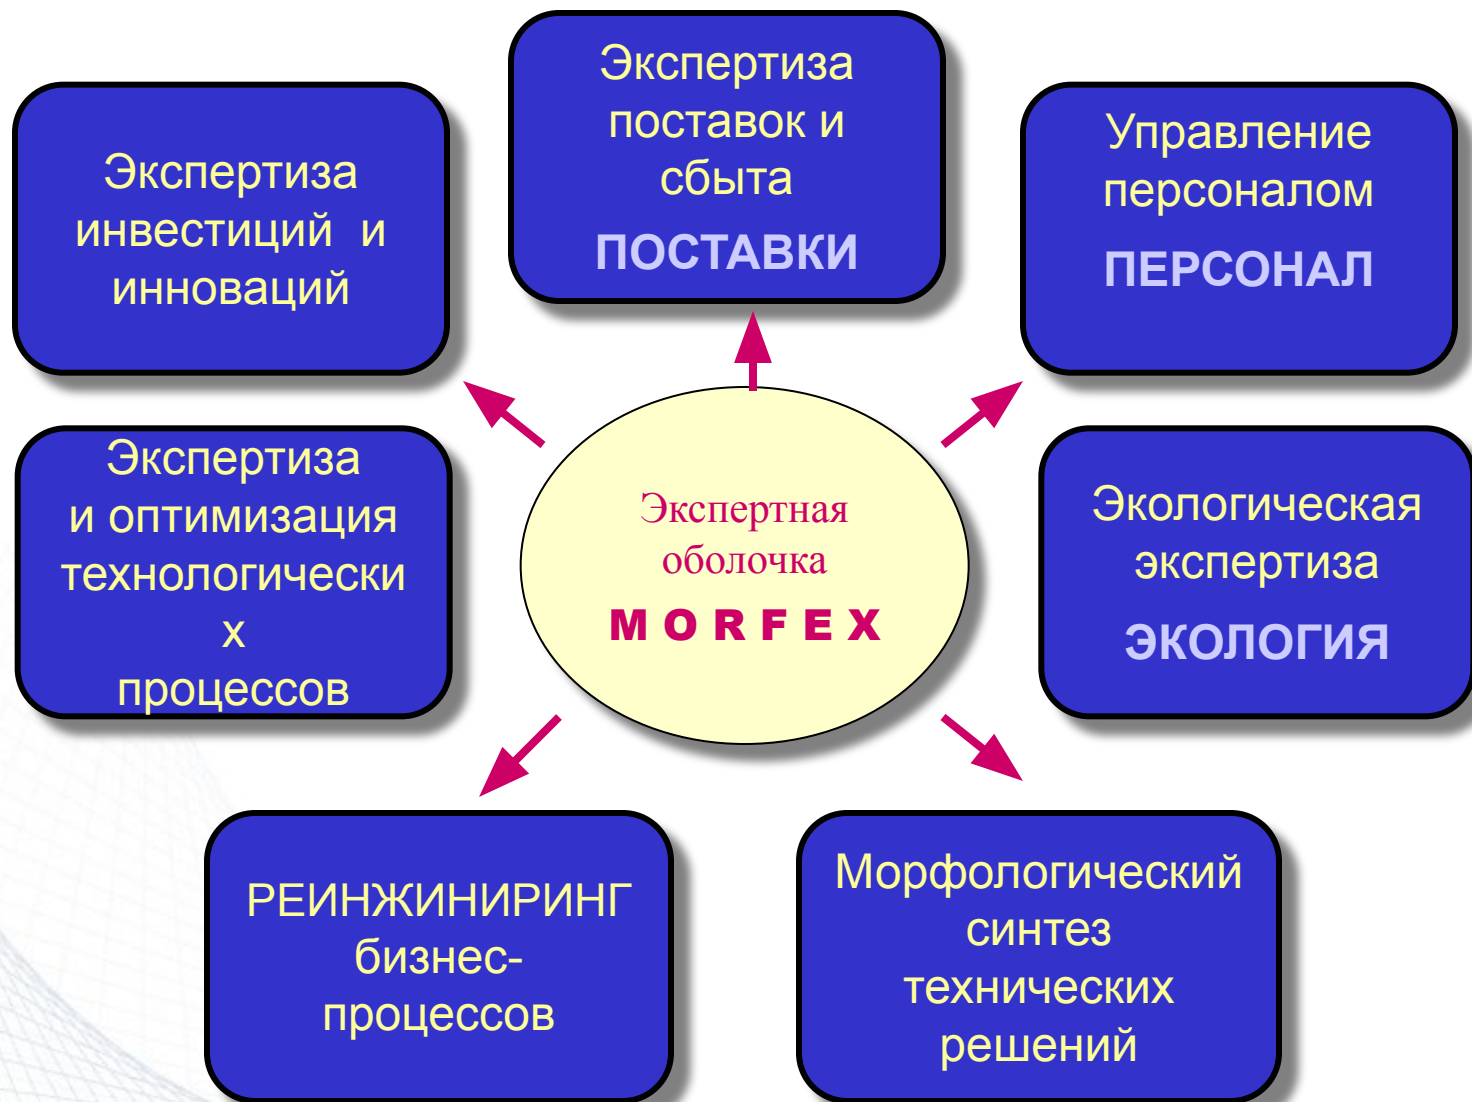 Экспертиза
поставок и
сбыта
ПОСТАВКИ
Экспертиза
инвестиций и
инноваций
Управление
персоналом
ПЕРСОНАЛ
Экспертиза
и оптимизация
технологически
х
процессов
Экспертная
оболочка
MORFEX
Экологическая
экспертиза
ЭКОЛОГИЯ
РЕИНЖИНИРИНГ
бизнес-
процессов
Морфологический
синтез
технических
решений